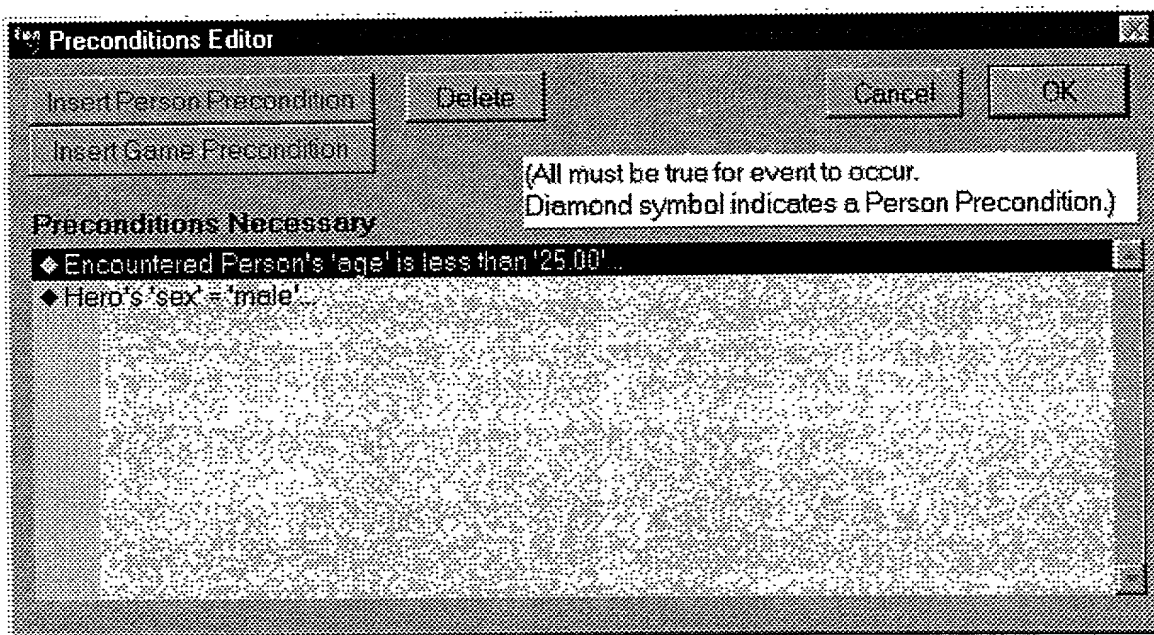 Preconditions Editor
Insert Person Precondition
Delete
Cancel
OK
Insert Game Precondition
(All must be true for event to occur.
Diamond symbol indicates a Person Precondition.)
Preconditions Necessary
◆ Encountered Person's 'age' is less than '25.00'...
◆ Hero's 'sex' = 'male'...